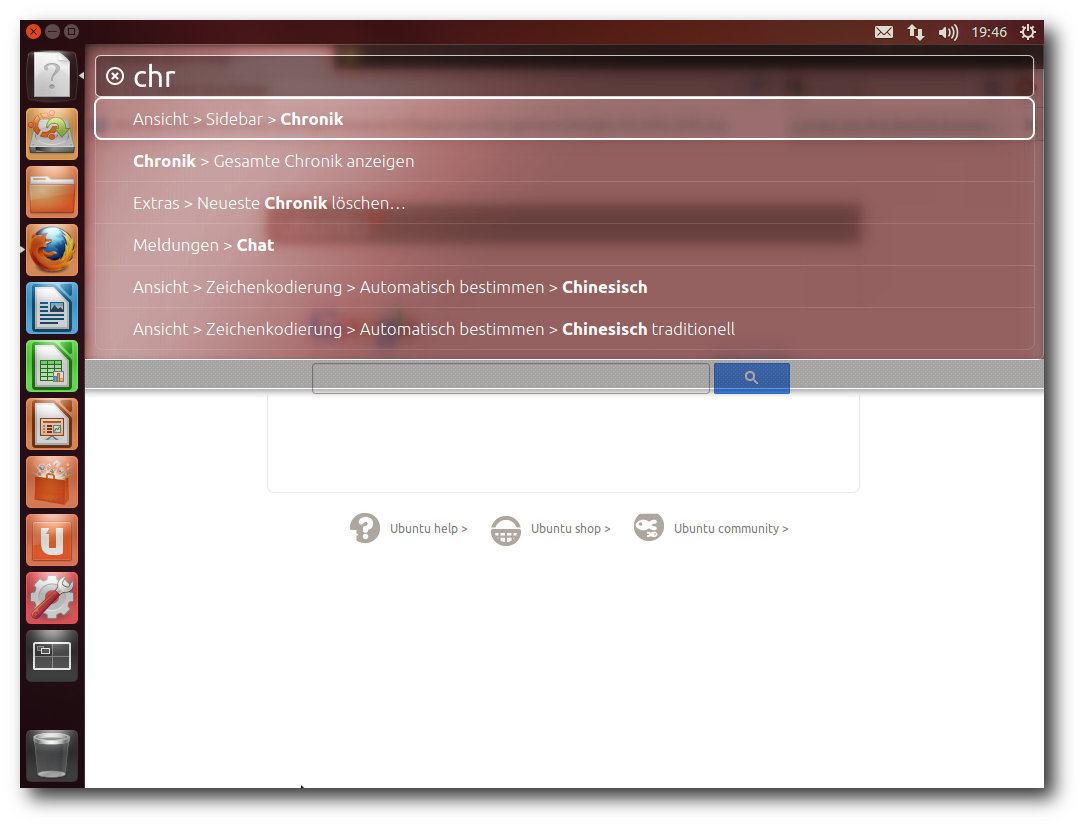 19:46
chr
Ansicht > Sidebar > Chronik
Chronik > Gesamte Chronik anzeigen
Extras > Neueste Chronik löschen…
Meldungen > Chat
Ansicht > Zeichenkodierung > Automatisch bestimmen > Chinesisch
Ansicht > Zeichenkodierung > Automatisch bestimmen > Chinesisch traditionell
Ubuntu help > Ubuntu shop > Ubuntu community >